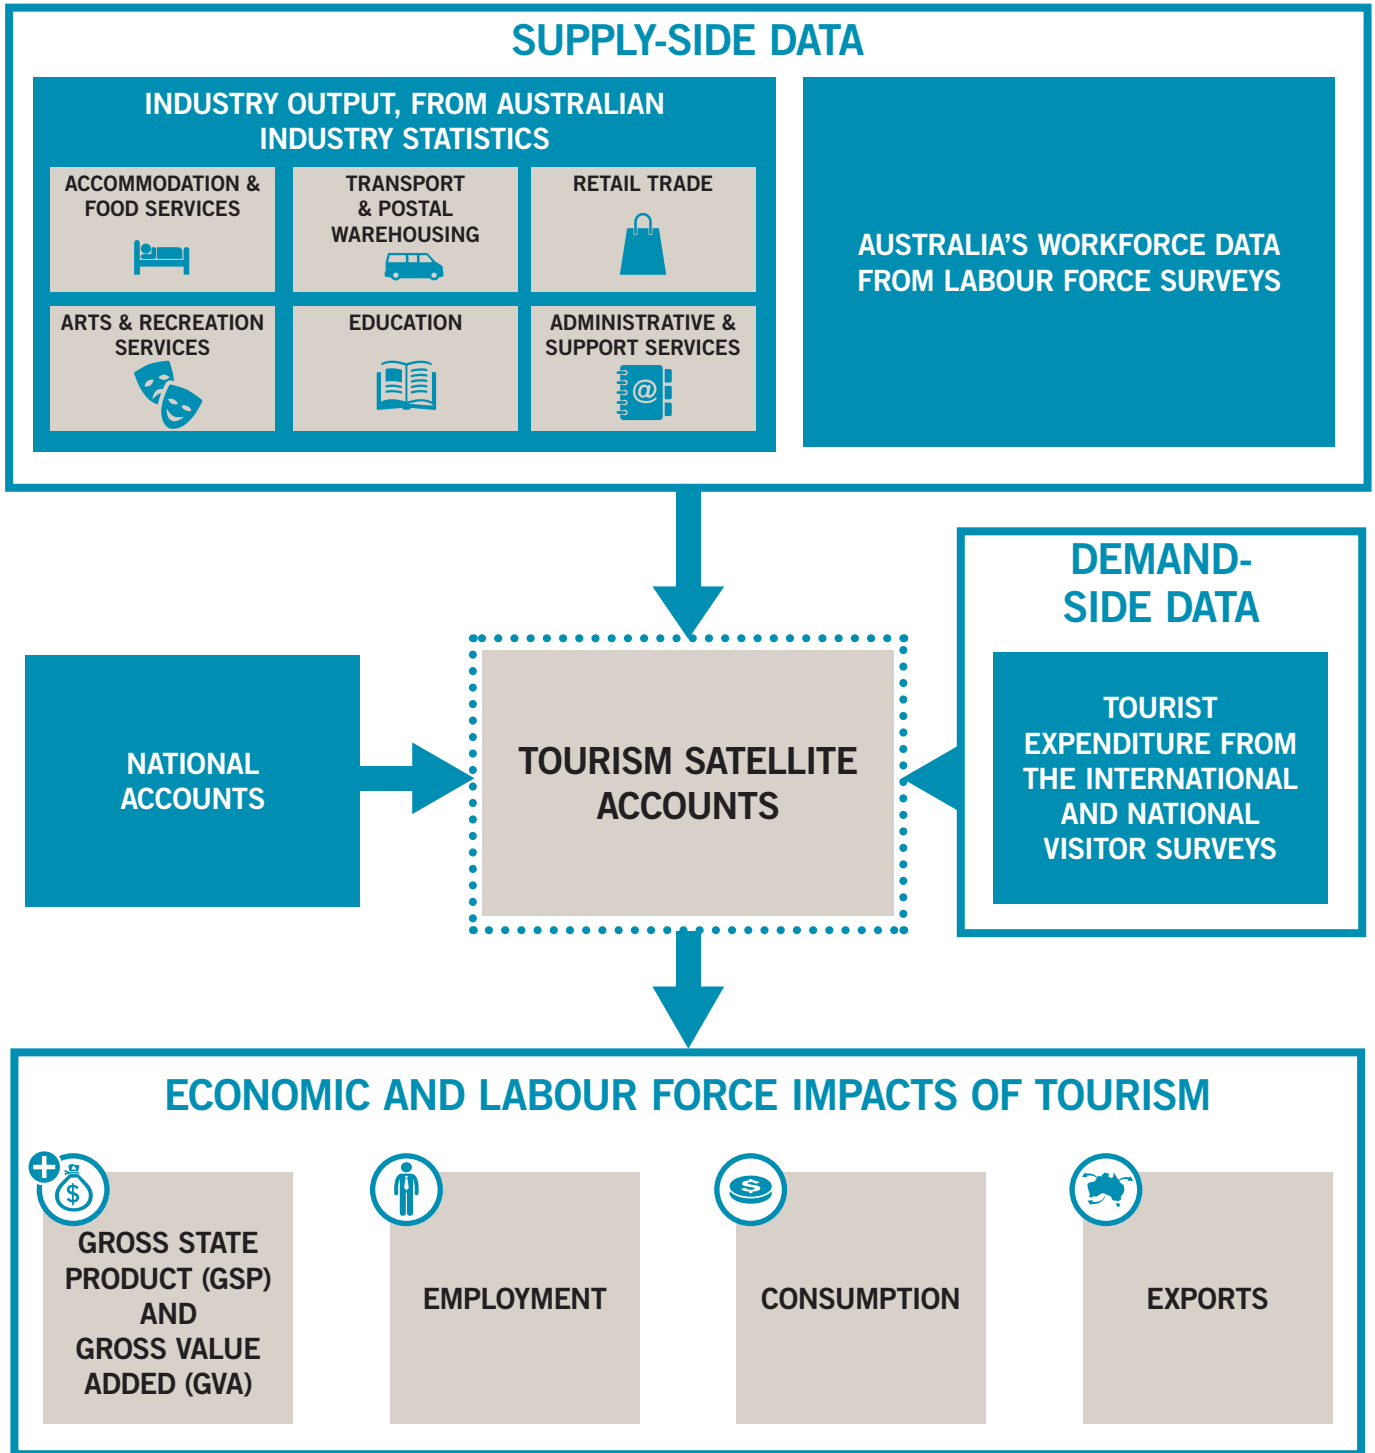 SUPPLY-SIDE DATA
INDUSTRY OUTPUT, FROM AUSTRALIAN
INDUSTRY STATISTICS
ACCOMMODATION &
FOOD SERVICES
TRANSPORT
& POSTAL
WAREHOUSING
RETAIL TRADE
ARTS & RECREATION
SERVICES
EDUCATION
ADMINISTRATIVE &
SUPPORT SERVICES
@
AUSTRALIA'S WORKFORCE DATA
FROM LABOUR FORCE SURVEYS
DEMAND-
SIDE DATA
TOURIST
EXPENDITURE FROM
THE INTERNATIONAL
AND NATIONAL
VISITOR SURVEYS
NATIONAL
ACCOUNTS
TOURISM SATELLITE
ACCOUNTS
ECONOMIC AND LABOUR FORCE IMPACTS OF TOURISM
$
GROSS STATE
PRODUCT (GSP)
AND
GROSS VALUE
ADDED (GVA)
EMPLOYMENT
$
CONSUMPTION
EXPORTS